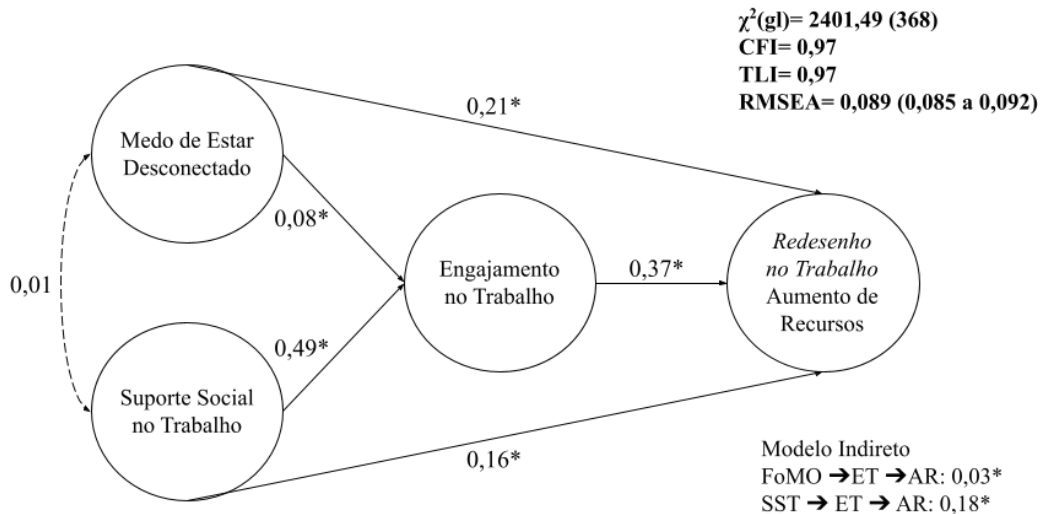 χ²(gl)= 2401,49 (368)
CFI= 0,97
TLI= 0,97
RMSEA= 0,089 (0,085 a 0,092)
0,21*
Medo de Estar
Desconectado
0,08*
Redesenho
no Trabalho
Aumento de
Recursos
Engajamento
no Trabalho
0,37*
0,01
0,49*
Suporte Social
no Trabalho
0,16*
Modelo Indireto
FoMO ➔ET ➔AR: 0,03*
SST ➔ ET ➔ AR: 0,18*